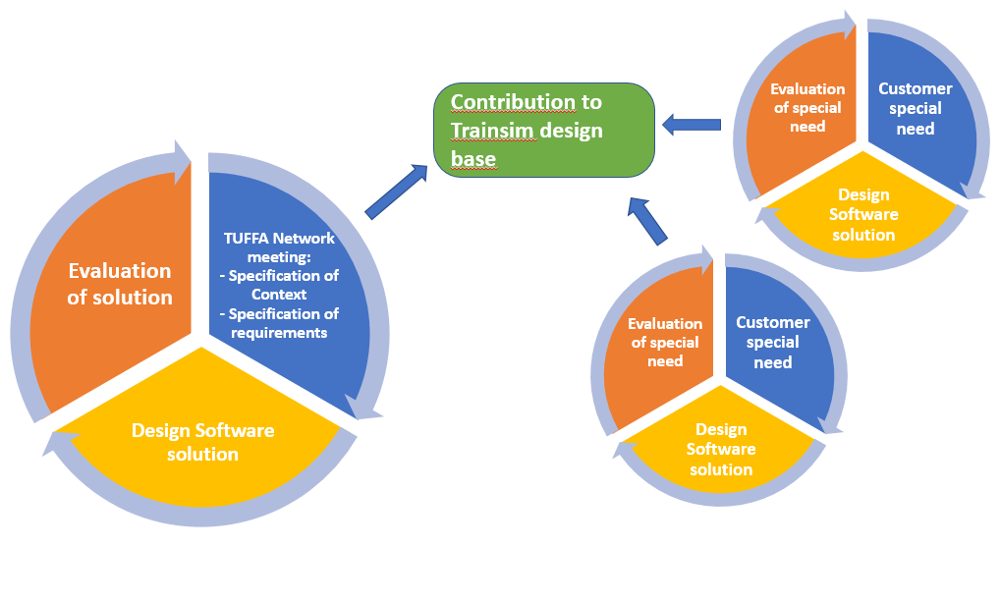 Contribution to
Trainsim design
base
Evaluation
of solution
TUFFA Network
meeting:
- Specification of
Context
- Specification of
requirements
Design Software
solution
Evaluation
of special
need
Customer
special
need
Design
Software
solution
Evaluation
of special
need
Customer
special
need
Design
Software
solution